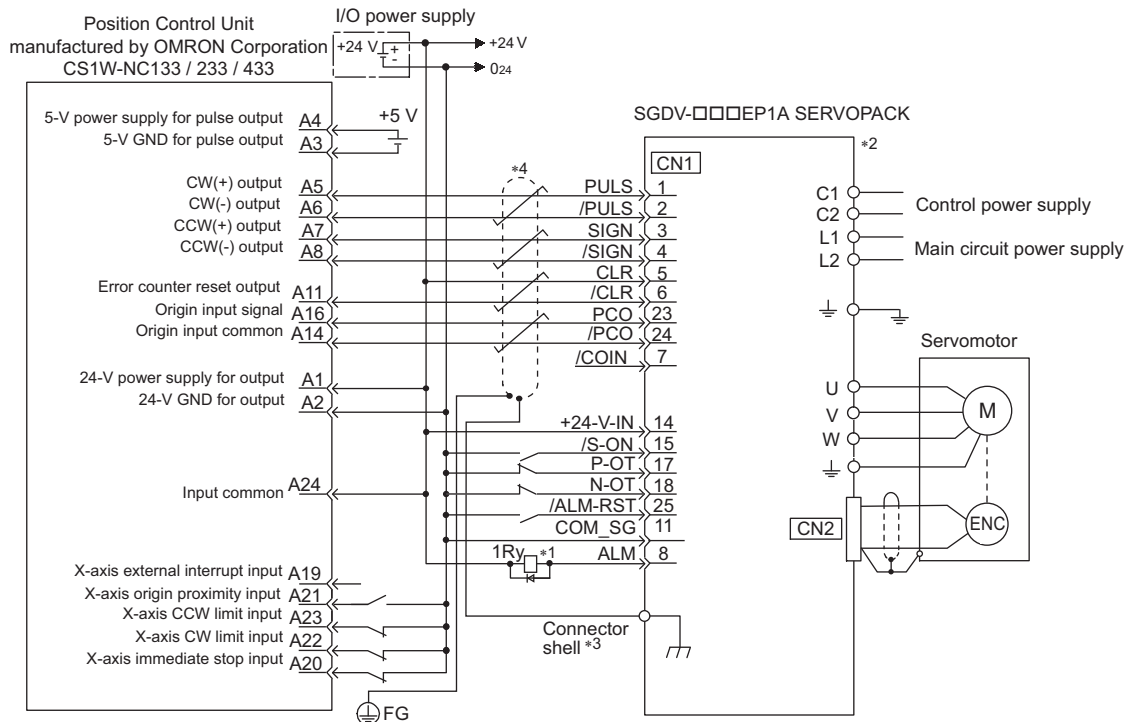 Position Control Unit
manufactured by OMRON Corporation
CS1W-NC133 / 233 / 433
I/O power supply
+24 V
+
-
+24 V
024
5-V power supply for pulse output A4
5-V GND for pulse output A3
+5 V
CW(+) output A5
CW(-) output A6
CCW(+) output A7
CCW(-) output A8
Error counter reset output A11
Origin input signal A16
Origin input common A14
24-V power supply for output A1
24-V GND for output A2
Input common A24
X-axis external interrupt input A19
X-axis origin proximity input A21
X-axis CCW limit input A23
X-axis CW limit input A22
X-axis immediate stop input A20
*4
SGDV-□□□EP1A SERVOPACK
*2
CN1
PULS 1
/PULS 2
SIGN 3
/SIGN 4
CLR 5
/CLR 6
PCO 23
/PCO 24
/COIN 7
+24-V-IN 14
/S-ON 15
P-OT 17
N-OT 18
/ALM-RST 25
COM_SG 11
1Ry *1 ALM 8
Connector
shell *3
FG
C1
C2
Control power supply
L1
L2
Main circuit power supply
Servomotor
U
V
W
M
CN2
ENC